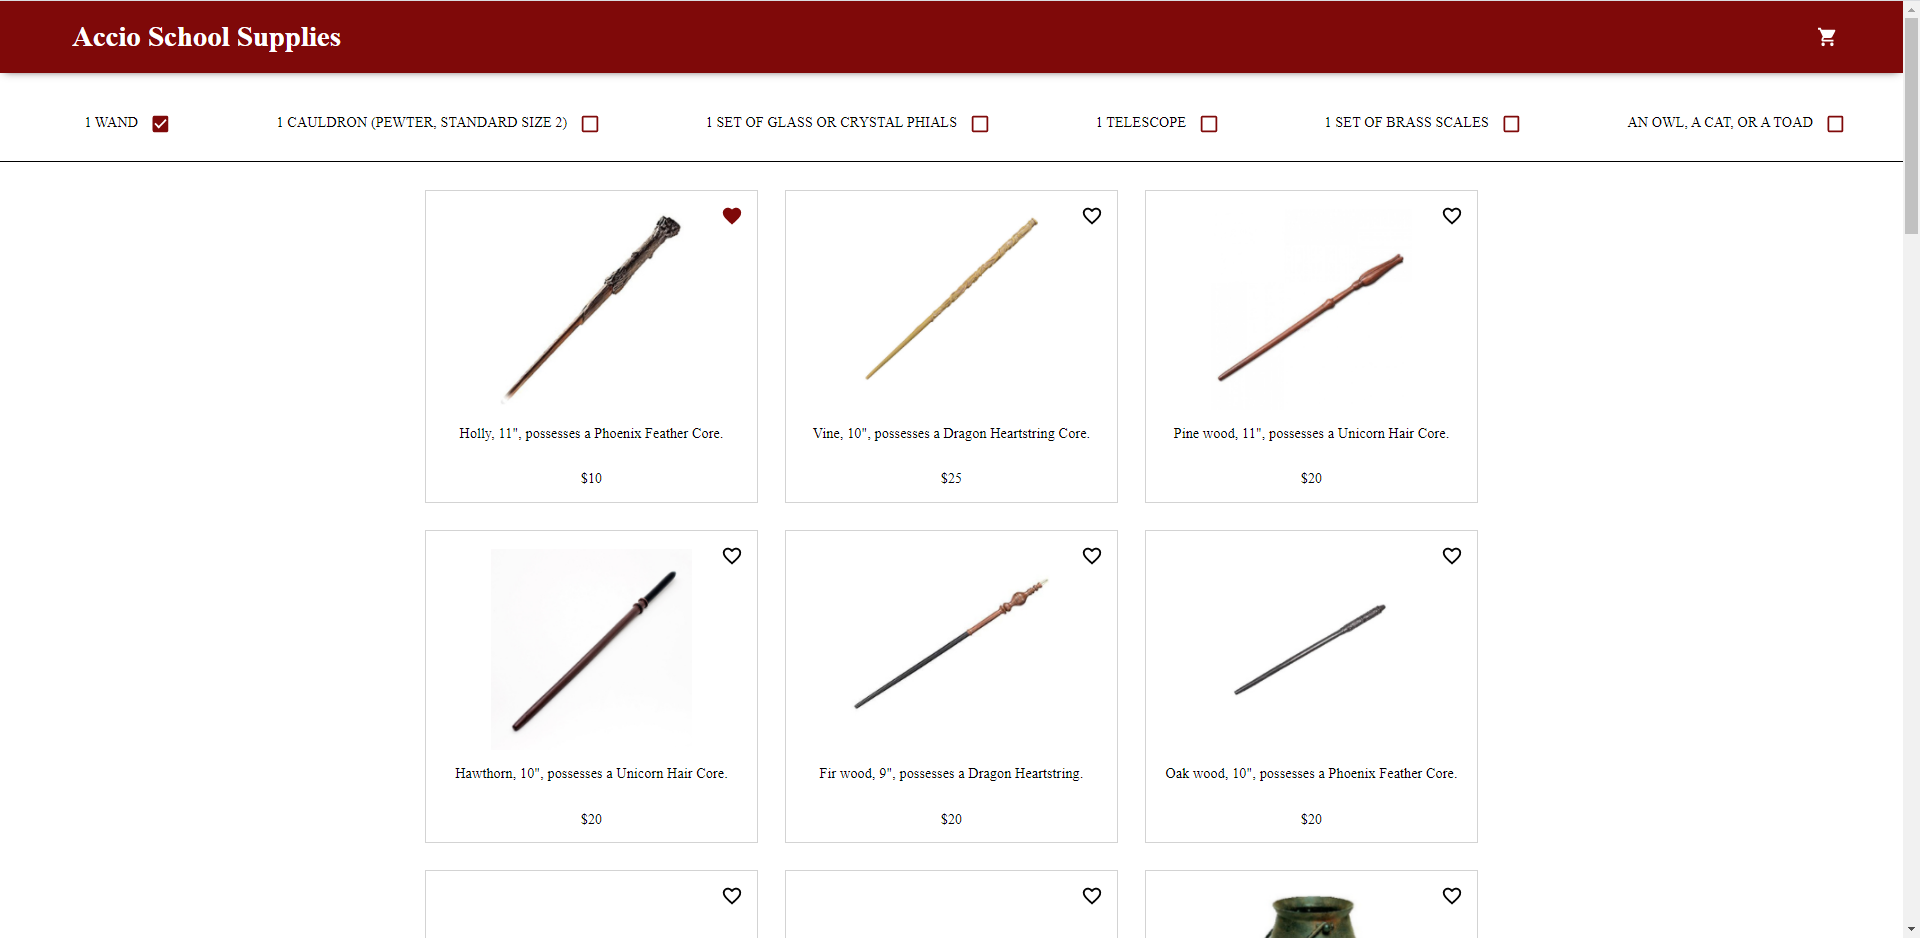 Accio School Supplies
1 WAND
1 CAULDRON (PEWTER, STANDARD SIZE 2)
1 SET OF GLASS OR CRYSTAL PHIALS
1 TELESCOPE
1 SET OF BRASS SCALES
AN OWL, A CAT, OR A TOAD
Holly, 11", possesses a Phoenix Feather Core.
$10
Vine, 10", possesses a Dragon Heartstring Core.
$25
Pine wood, 11", possesses a Unicorn Hair Core.
$20
Hawthorn, 10", possesses a Unicorn Hair Core.
$20
Fir wood, 9", possesses a Dragon Heartstring.
$20
Oak wood, 10", possesses a Phoenix Feather Core.
$20